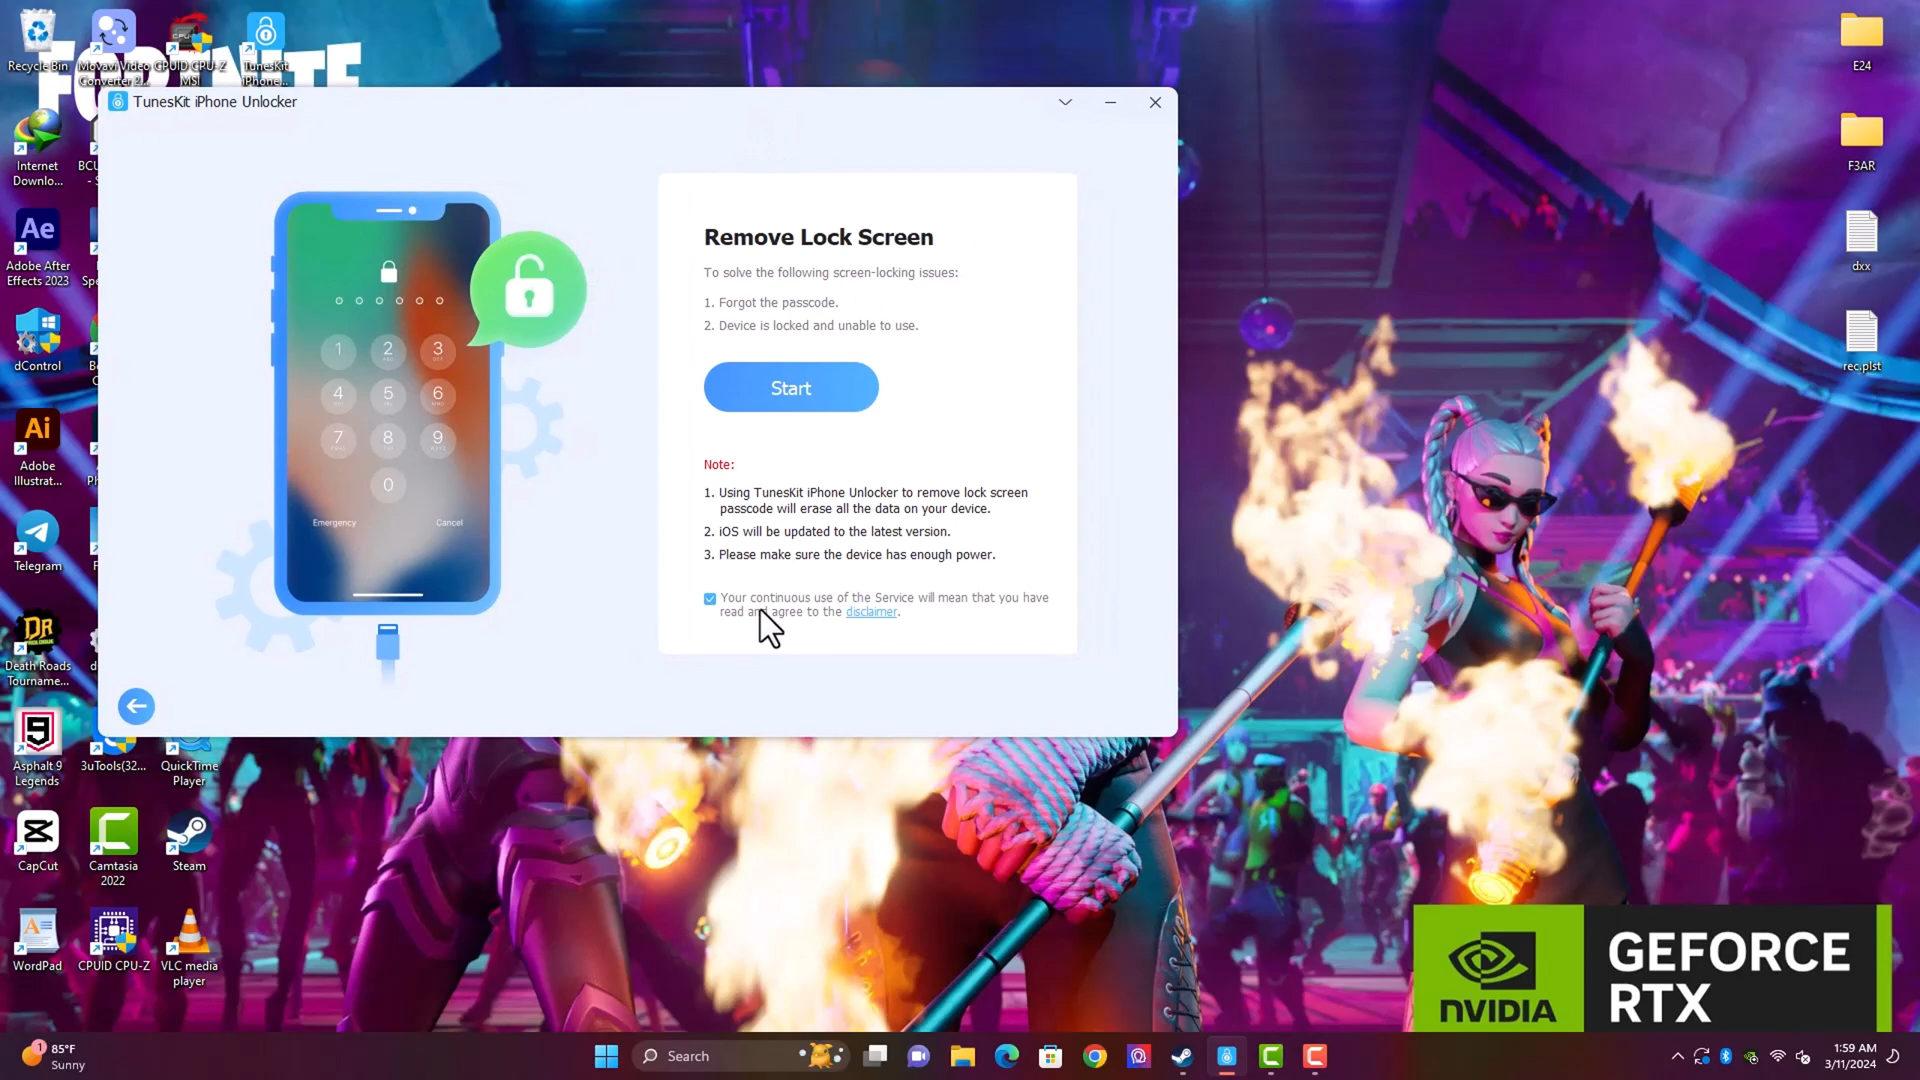 Recycle Bin
Movavi Video
Converter 2...
CPUID CPU-Z
MSI
TunesKit
iPhone...
E24
TunesKit iPhone Unlocker
Internet
Downlo...
BCU
- S
F3AR
Remove Lock Screen
To solve the following screen-locking issues:
1. Forgot the passcode.
2. Device is locked and unable to use.
Start
Note:
1. Using TunesKit iPhone Unlocker to remove lock screen
passcode will erase all the data on your device.
2. iOS will be updated to the latest version.
3. Please make sure the device has enough power.
Your continuous use of the Service will mean that you have
read and agree to the disclaimer.
1
2
3
4
5
6
7
8
9
0
Emergency
Cancel
Ae
Adobe After
Effects 2023
dxx
dControl
rec.plst
Ai
Adobe
Illustrat...
Telegram
DR
Death Roads
Tourname...
9
Asphalt 9
Legends
3uTools(32...
QuickTime
Player
CapCut
Camtasia
2022
Steam
WordPad
CPUID CPU-Z
VLC media
player
NVIDIA
GEFORCE
RTX
1
85°F
Sunny
Search
1:59 AM
3/11/2024